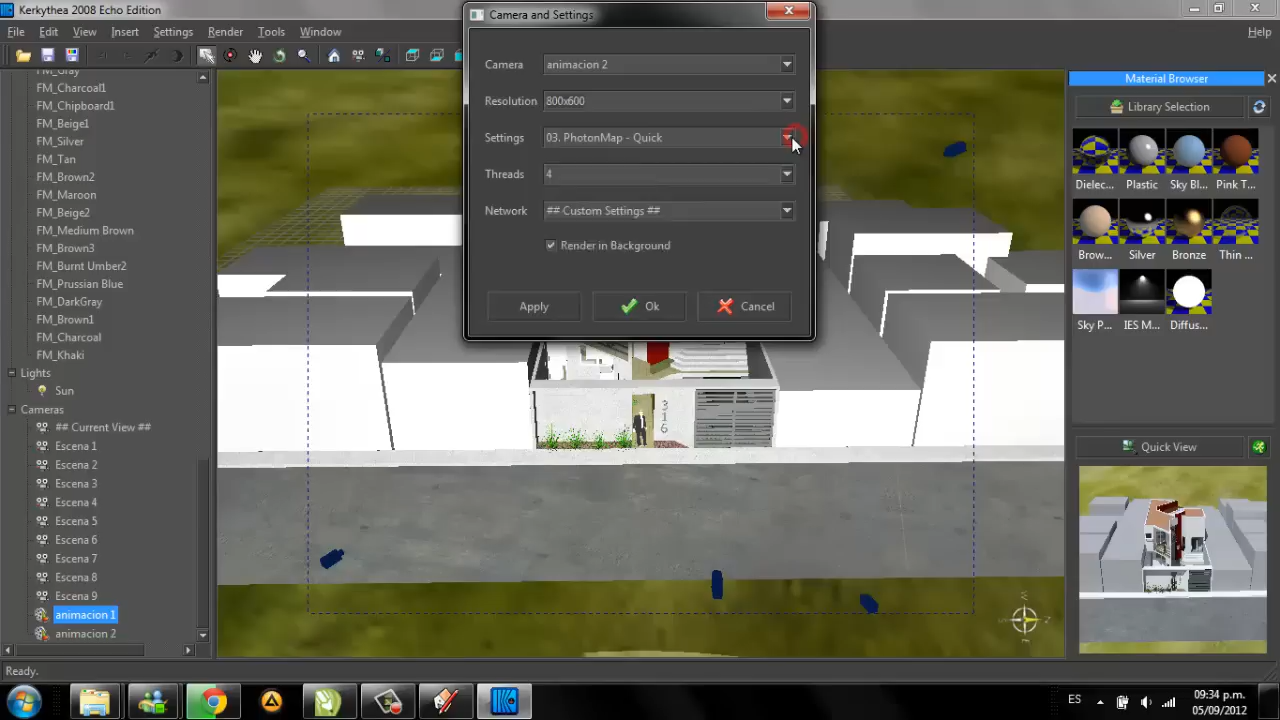 Kerkythea 2008 Echo Edition
Camera and Settings
File Edit View Insert Settings Render Tools Window Help
FM_Gray
FM_Charcoal1
FM_Chipboard1
FM_Beige1
FM_Silver
FM_Tan
FM_Brown2
FM_Maroon
FM_Beige2
FM_Medium Brown
FM_Brown3
FM_Burnt Umber2
FM_Prussian Blue
FM_DarkGray
FM_Brown1
FM_Charcoal
FM_Khaki
Lights
Sun
Cameras
## Current View ##
Escena 1
Escena 2
Escena 3
Escena 4
Escena 5
Escena 6
Escena 7
Escena 8
Escena 9
animacion 1
animacion 2
Camera animacion 2
Resolution 800x600
Settings 03. PhotonMap - Quick
Threads 4
Network ## Custom Settings ##
Render in Background
Apply Ok Cancel
316
Material Browser
Library Selection
Dielec... Plastic Sky Bl... Pink T...
Brow... Silver Bronze Thin ...
Sky P... IES M... Diffus...
Quick View
Ready.
ES 09:34 p.m.
05/09/2012